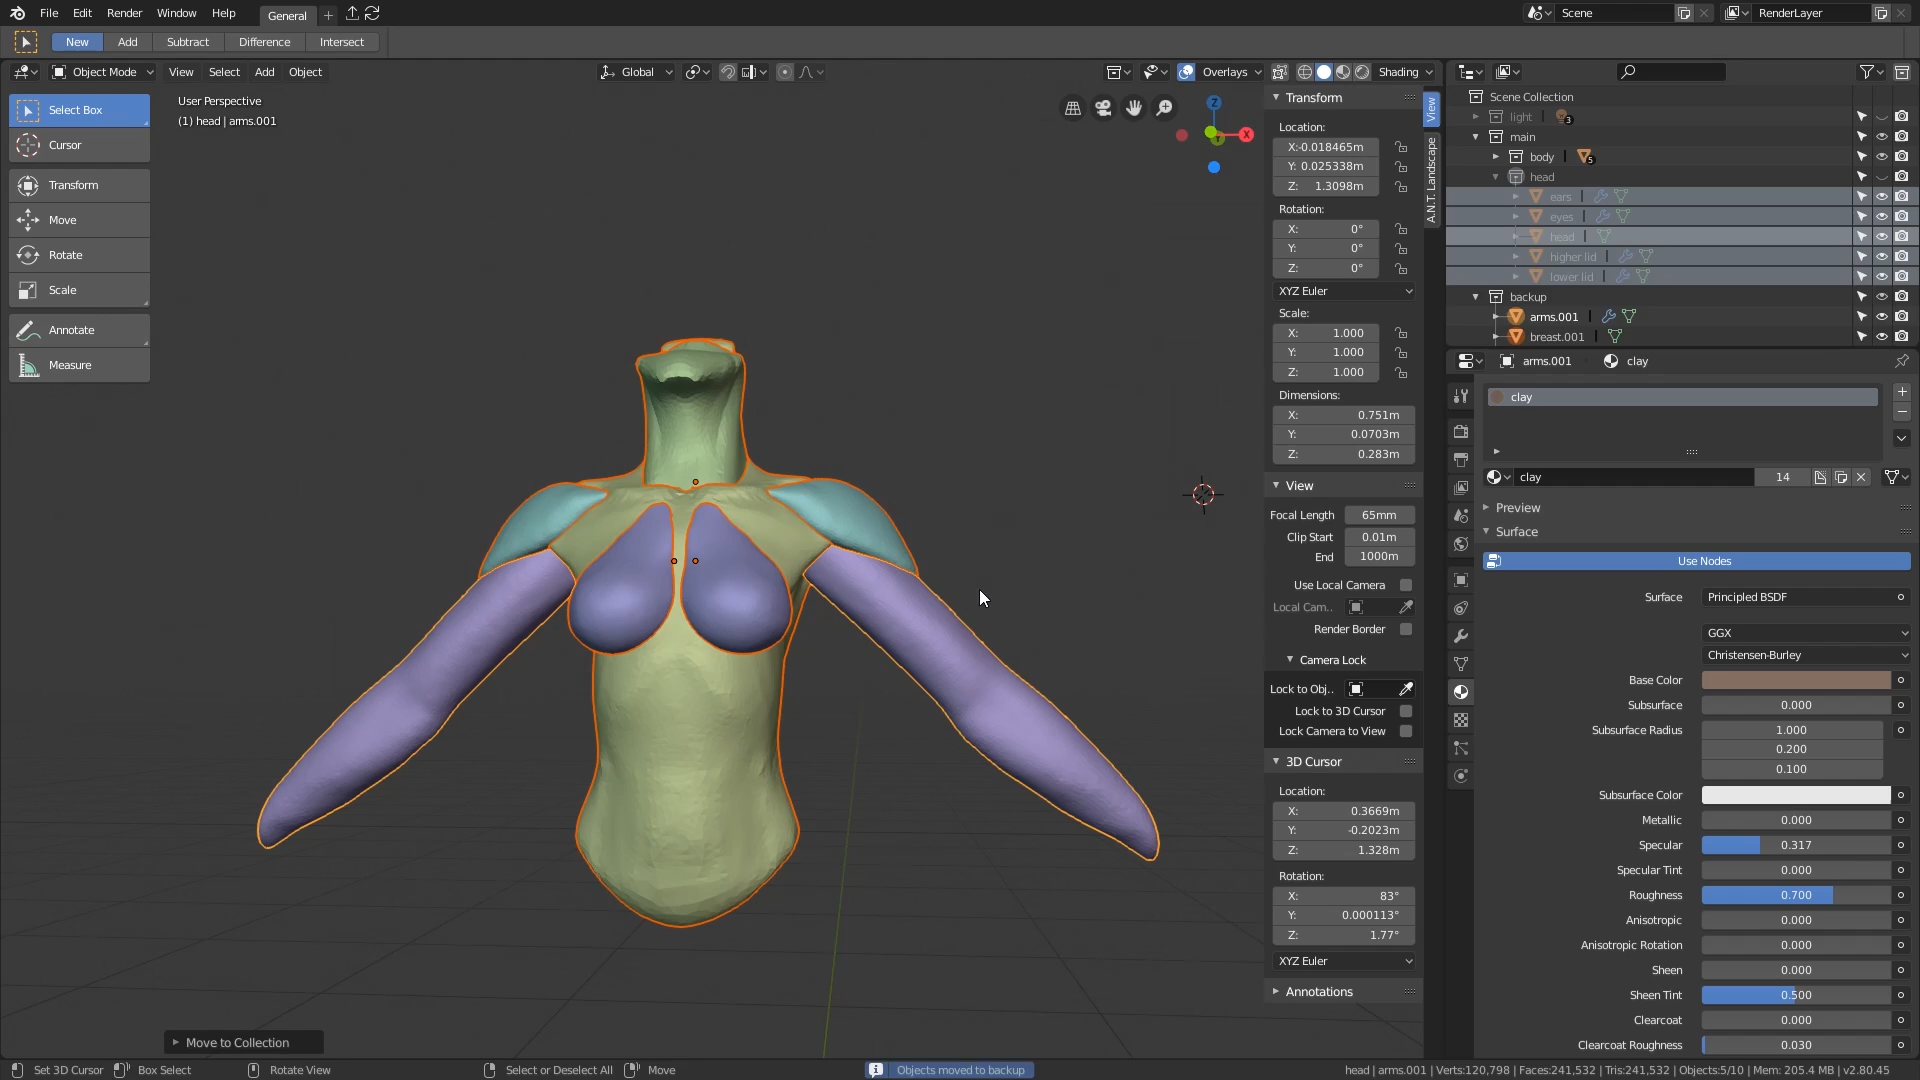 File Edit Render Window Help General + Scene RenderLayer
New Add Subtract Difference Intersect
Object Mode View Select Add Object Global Overlays Shading
Select Box
Cursor
Transform
Move
Rotate
Scale
Annotate
Measure
User Perspective
(1) head | arms.001
Z
X
Move to Collection
Transform
Location:
X:-0.018465m
Y: 0.025338m
Z: 1.3098m
Rotation:
X: 0°
Y: 0°
Z: 0°
XYZ Euler
Scale:
X: 1.000
Y: 1.000
Z: 1.000
Dimensions:
X: 0.751m
Y: 0.0703m
Z: 0.283m
View
Focal Length 65mm
Clip Start 0.01m
End 1000m
Use Local Camera
Local Cam..
Render Border
Camera Lock
Lock to Obj..
Lock to 3D Cursor
Lock Camera to View
3D Cursor
Location:
X: 0.3669m
Y: -0.2023m
Z: 1.328m
Rotation:
X: 83°
Y: 0.000113°
Z: 1.77°
XYZ Euler
Annotations
View
A.N.T. Landscape
Scene Collection
light 3
main
body 5
head
ears
eyes
head
higher lid
lower lid
backup
arms.001
breast.001
arms.001 clay
clay
clay 14
Preview
Surface
Use Nodes
Surface Principled BSDF
GGX
Christensen-Burley
Base Color
Subsurface 0.000
Subsurface Radius 1.000
0.200
0.100
Subsurface Color
Metallic 0.000
Specular 0.317
Specular Tint 0.000
Roughness 0.700
Anisotropic 0.000
Anisotropic Rotation 0.000
Sheen 0.000
Sheen Tint 0.500
Clearcoat 0.000
Clearcoat Roughness 0.030
Set 3D Cursor Box Select Rotate View Select or Deselect All Move Objects moved to backup head | arms.001 | Verts:120,798 | Faces:241,532 | Tris:241,532 | Objects:5/10 | Mem: 205.4 MB | v2.80.45